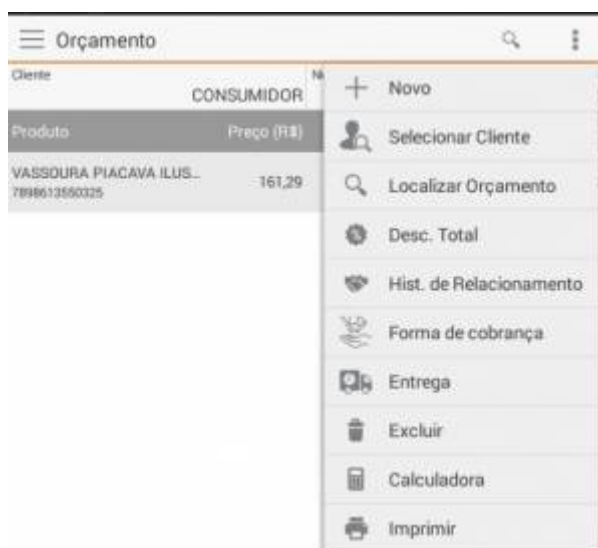 Orçamento
Cliente
CONSUMIDOR
Produto Preço (R$)
VASSOURA PIACAVA ILUS... 161,29
7898613550325
Novo
Selecionar Cliente
Localizar Orçamento
Desc. Total
Hist. de Relacionamento
Forma de cobrança
Entrega
Excluir
Calculadora
Imprimir